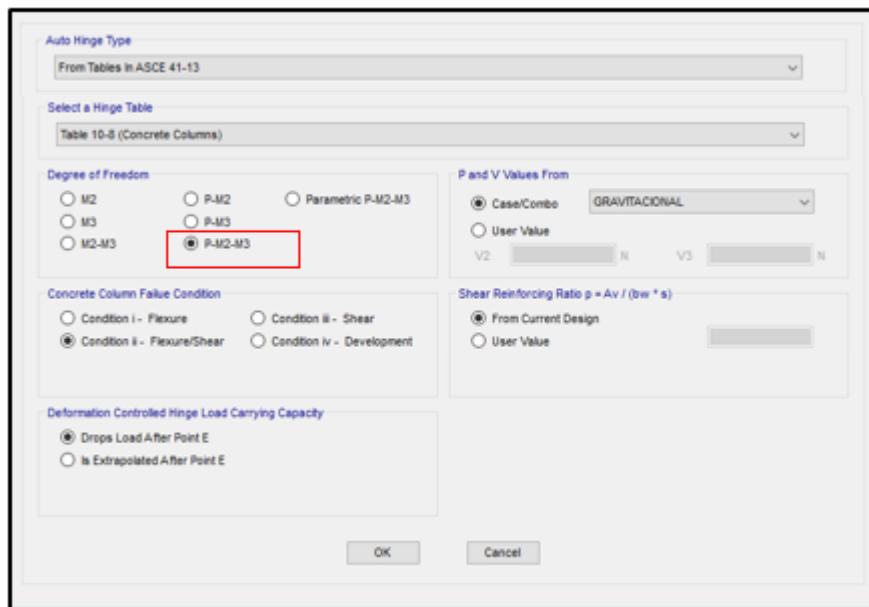 Auto Hinge Type
From Tables In ASCE 41-13
Select a Hinge Table
Table 10-8 (Concrete Columns)
Degree of Freedom
M2
P-M2
Parametric P-M2-M3
M3
P-M3
M2-M3
P-M2-M3
P and V Values From
Case/Combo
GRAVITACIONAL
User Value
V2
N
V3
N
Concrete Column Failue Condition
Condition i - Flexure
Condition iii - Shear
Condition ii - Flexure/Shear
Condition iv - Development
Shear Reinforcing Ratio p = Av / (bw * s)
From Current Design
User Value
Deformation Controlled Hinge Load Carrying Capacity
Drops Load After Point E
Is Extrapolated After Point E
OK
Cancel